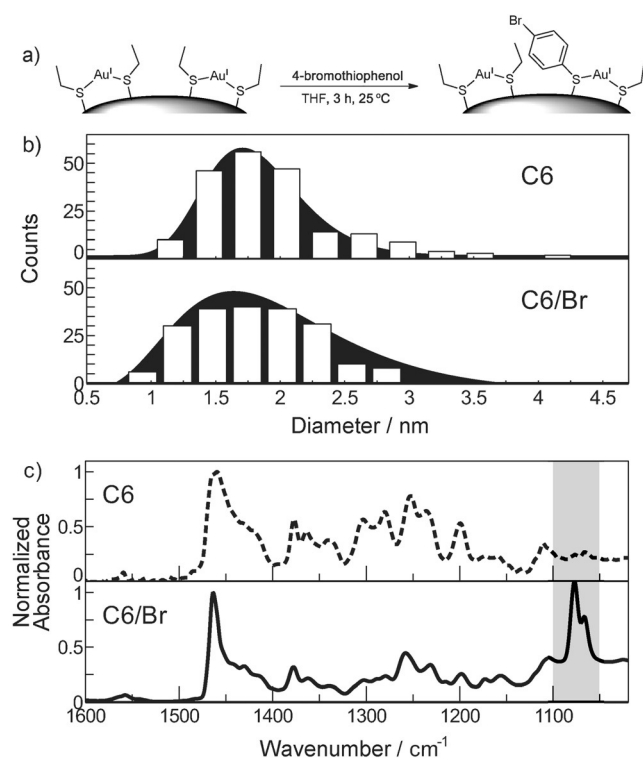 a)
Br
Au^I S S Au^I S S
4-bromothiophenol
THF, 3 h, 25 ºC
Au^I S S S Au^I S
b)
C6
50
25
0
Counts
C6/Br
50
25
0
0.5 1 1.5 2 2.5 3 3.5 4 4.5
Diameter / nm
c)
C6
1
0.5
0
Normalized
Absorbance
C6/Br
1
0.5
0
1600 1500 1400 1300 1200 1100
Wavenumber / cm⁻¹